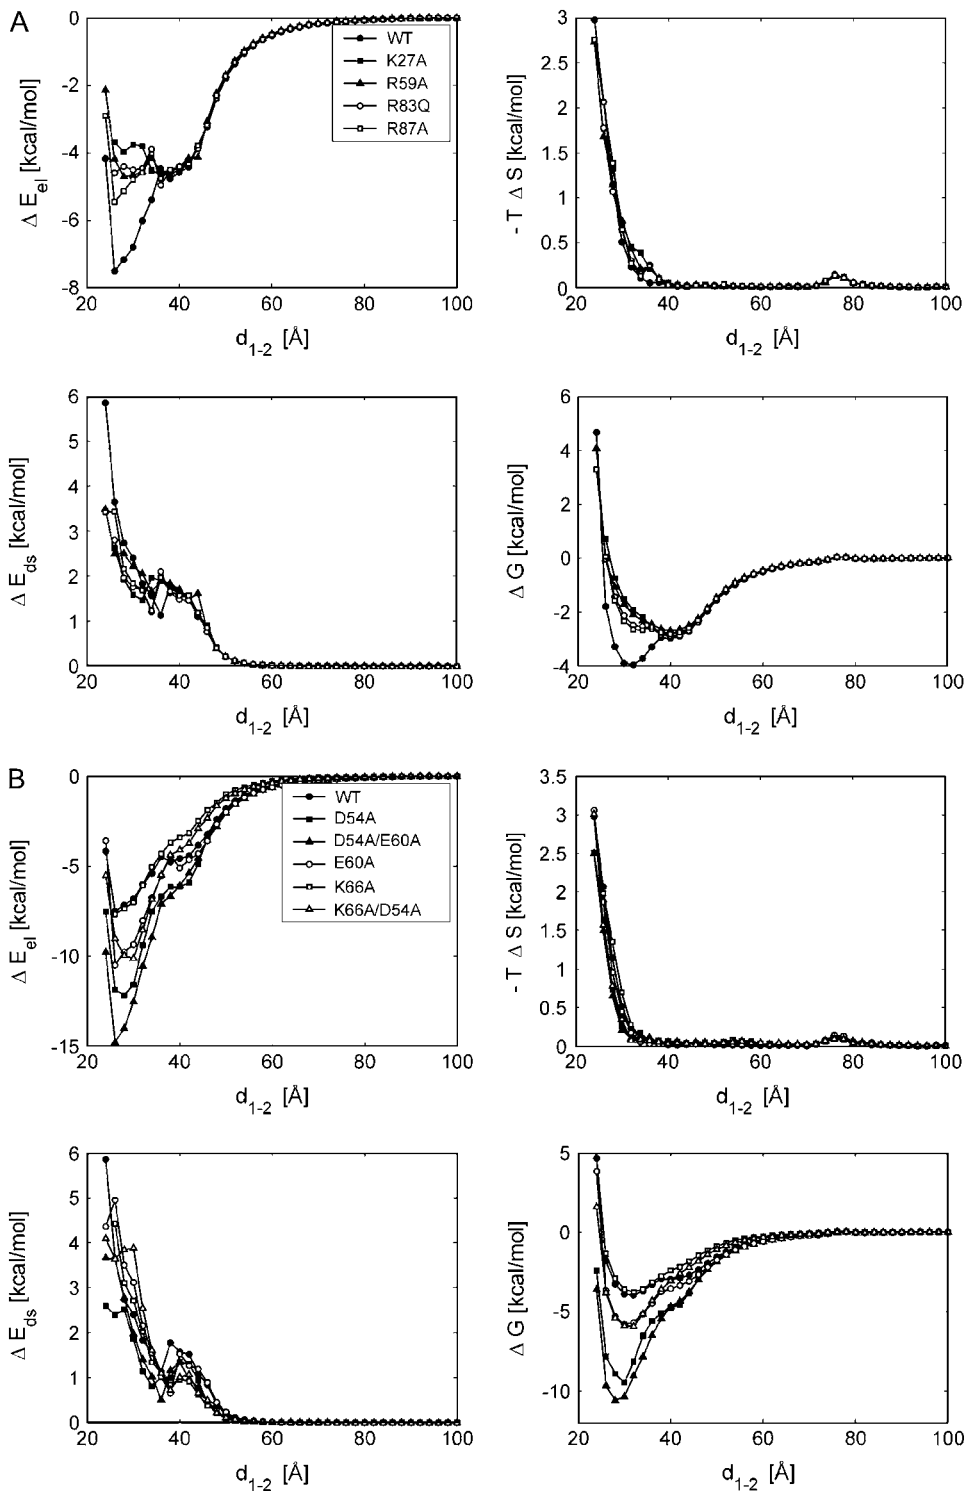 A
0
-2
-4
-6
-8
Δ E_el [kcal/mol]
WT
K27A
R59A
R83Q
R87A
20 40 60 80 100
d_1-2 [Å]
3
2.5
2
1.5
1
0.5
0
- T Δ S [kcal/mol]
20 40 60 80 100
d_1-2 [Å]
6
5
4
3
2
1
0
Δ E_ds [kcal/mol]
20 40 60 80 100
d_1-2 [Å]
4
2
0
-2
-4
Δ G [kcal/mol]
20 40 60 80 100
d_1-2 [Å]
B
0
-5
-10
-15
Δ E_el [kcal/mol]
WT
D54A
D54A/E60A
E60A
K66A
K66A/D54A
20 40 60 80 100
d_1-2 [Å]
3.5
3
2.5
2
1.5
1
0.5
0
- T Δ S [kcal/mol]
20 40 60 80 100
d_1-2 [Å]
6
5
4
3
2
1
0
Δ E_ds [kcal/mol]
20 40 60 80 100
d_1-2 [Å]
5
0
-5
-10
Δ G [kcal/mol]
20 40 60 80 100
d_1-2 [Å]